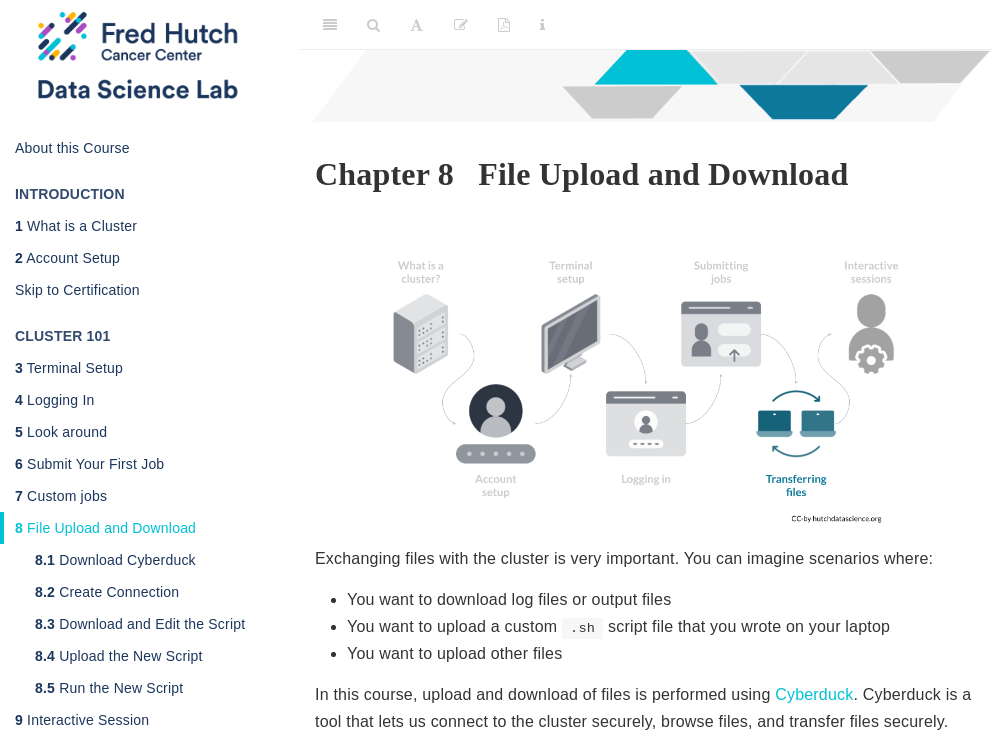 Fred Hutch
Cancer Center
Data Science Lab
About this Course
INTRODUCTION
1 What is a Cluster
2 Account Setup
Skip to Certification
CLUSTER 101
3 Terminal Setup
4 Logging In
5 Look around
6 Submit Your First Job
7 Custom jobs
8 File Upload and Download
8.1 Download Cyberduck
8.2 Create Connection
8.3 Download and Edit the Script
8.4 Upload the New Script
8.5 Run the New Script
9 Interactive Session
Chapter 8 File Upload and Download
What is a
cluster?
Terminal
setup
Submitting
jobs
Interactive
sessions
Account
setup
Logging in
Transferring
files
CC-by hutchdatascience.org
Exchanging files with the cluster is very important. You can imagine scenarios where:
• You want to download log files or output files
• You want to upload a custom .sh script file that you wrote on your laptop
• You want to upload other files
In this course, upload and download of files is performed using Cyberduck. Cyberduck is a
tool that lets us connect to the cluster securely, browse files, and transfer files securely.